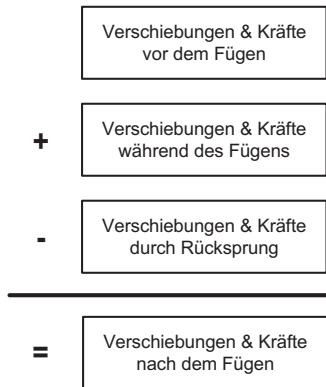 Verschiebungen & Kräfte
vor dem Fügen
+
Verschiebungen & Kräfte
während des Fügens
-
Verschiebungen & Kräfte
durch Rücksprung
=
Verschiebungen & Kräfte
nach dem Fügen